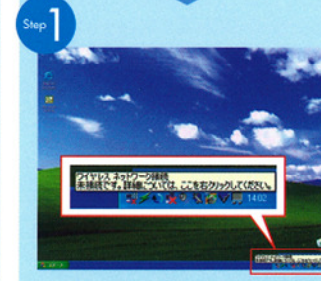 Step 1
ワイヤレス ネットワーク接続
未接続です。詳細については、ここを右クリックしてください。
14:02